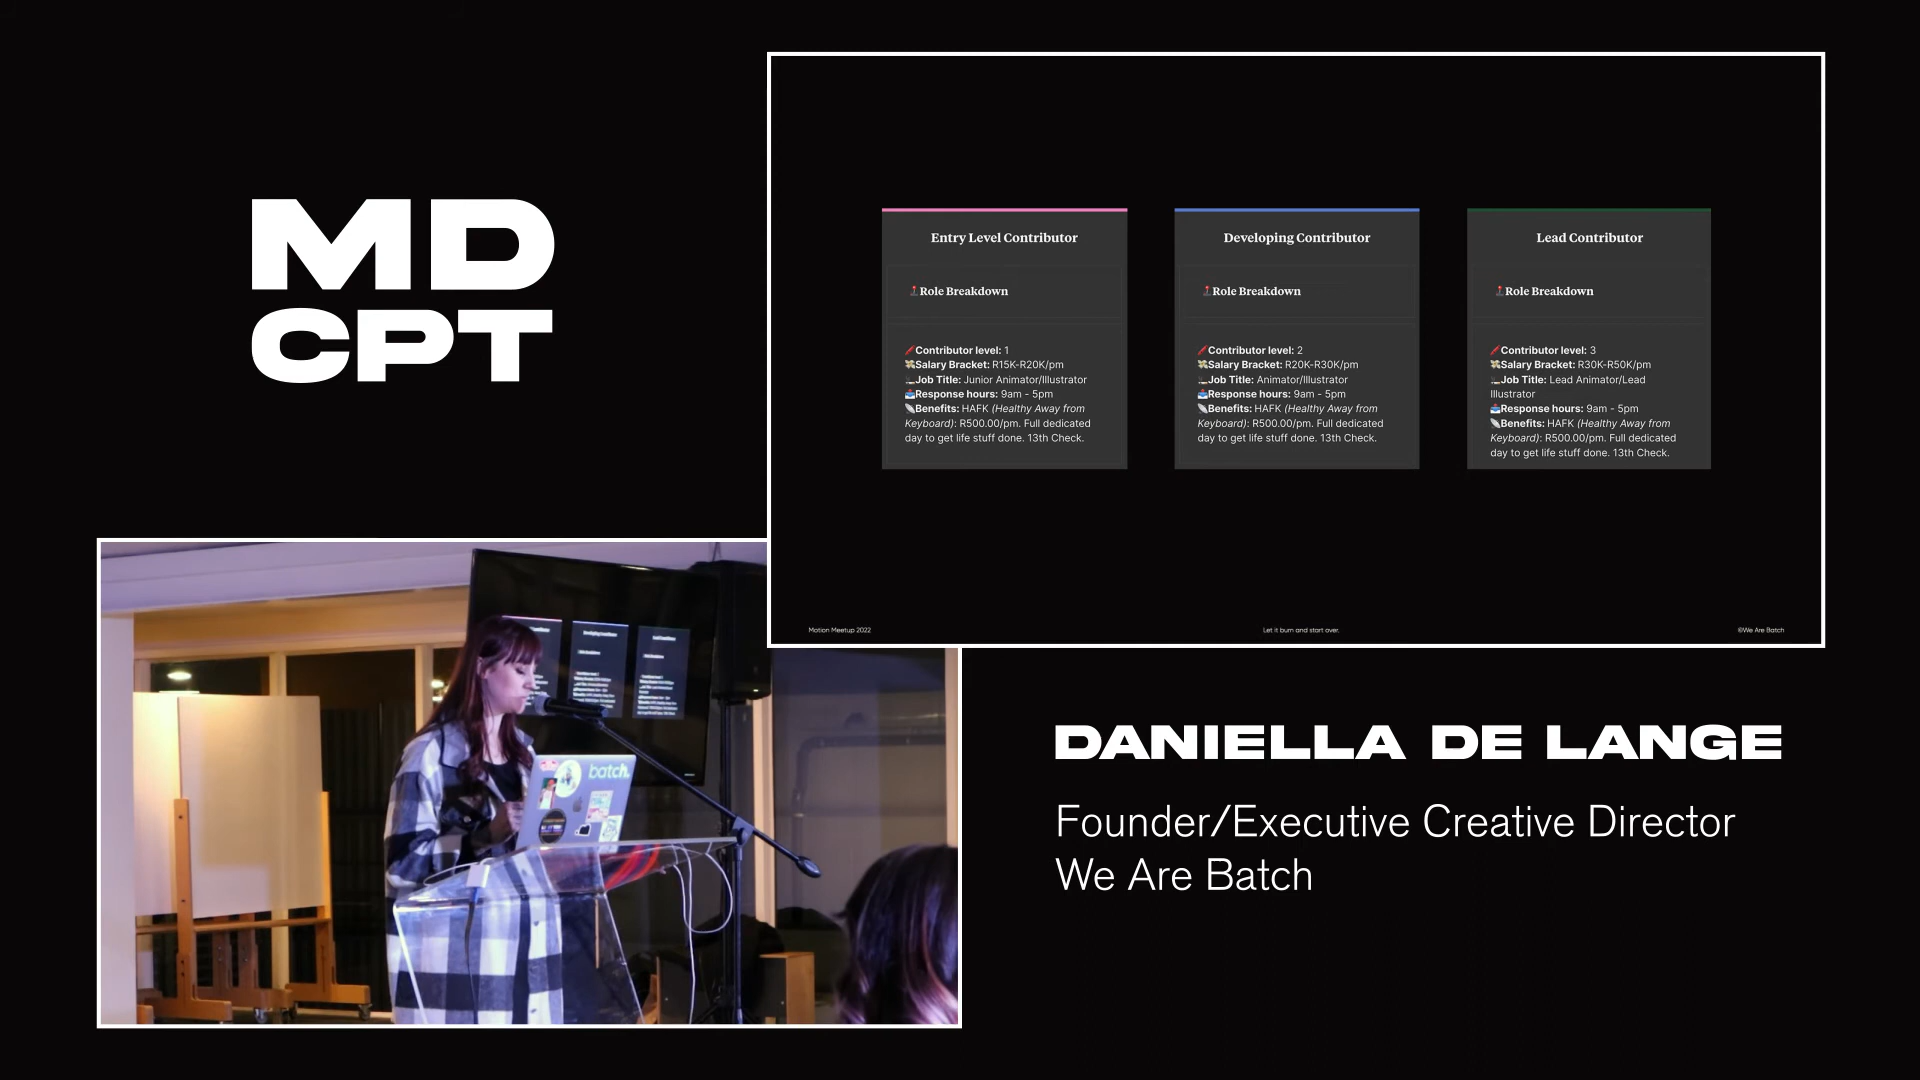 MD
CPT
Entry Level Contributor
Role Breakdown
Contributor level: 1
Salary Bracket: R15K-R20K/pm
Job Title: Junior Animator/Illustrator
Response hours: 9am - 5pm
Benefits: HAFK (Healthy Away from
Keyboard): R500.00/pm. Full dedicated
day to get life stuff done. 13th Check.
Developing Contributor
Role Breakdown
Contributor level: 2
Salary Bracket: R20K-R30K/pm
Job Title: Animator/Illustrator
Response hours: 9am - 5pm
Benefits: HAFK (Healthy Away from
Keyboard): R500.00/pm. Full dedicated
day to get life stuff done. 13th Check.
Lead Contributor
Role Breakdown
Contributor level: 3
Salary Bracket: R30K-R50K/pm
Job Title: Lead Animator/Lead
Illustrator
Response hours: 9am - 5pm
Benefits: HAFK (Healthy Away from
Keyboard): R500.00/pm. Full dedicated
day to get life stuff done. 13th Check.
Motion Meetup 2022
Let it burn and start over.
©We Are Batch
batch.
DANIELLA DE LANGE
Founder/Executive Creative Director
We Are Batch